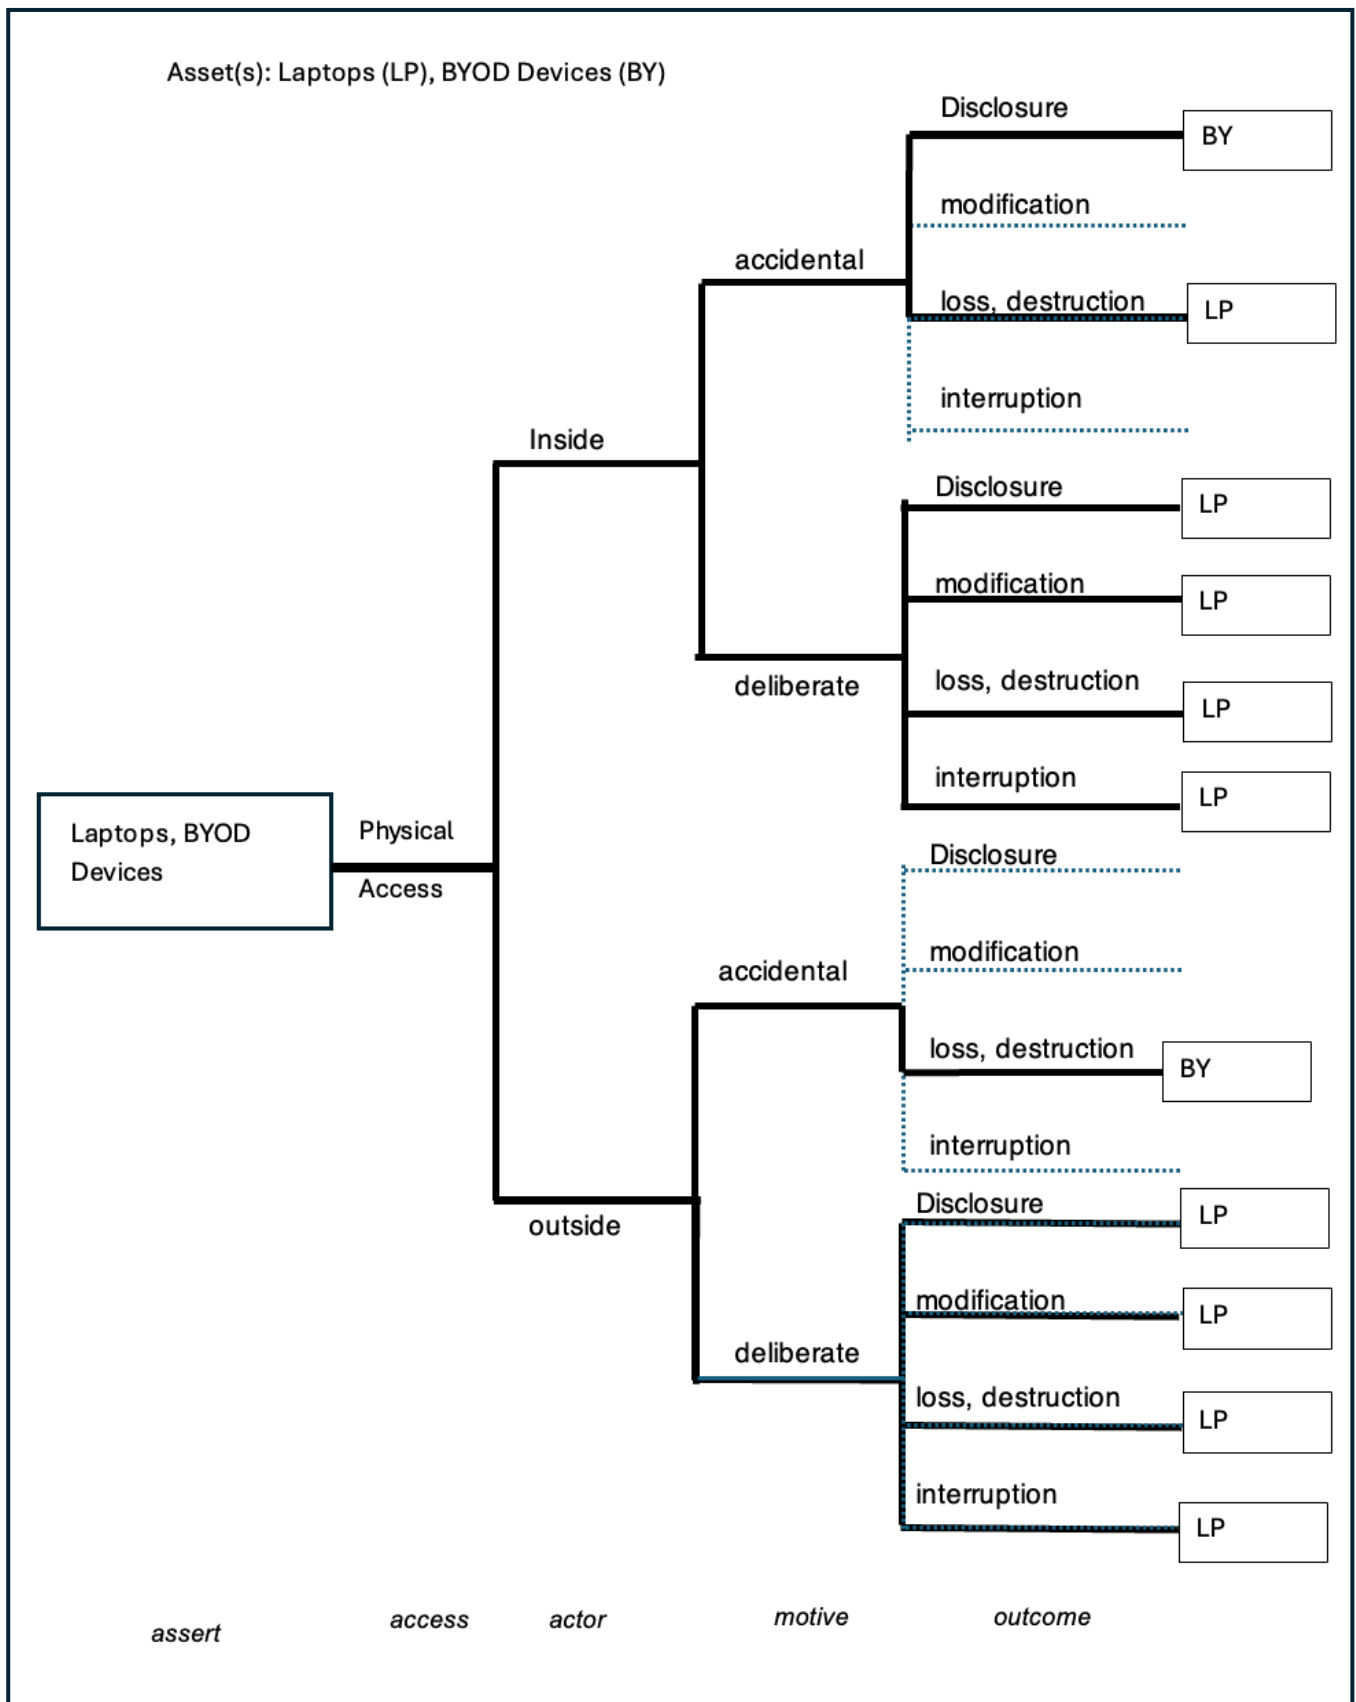 Asset(s): Laptops (LP), BYOD Devices (BY)
Disclosure
BY
modification
accidental
loss, destruction
LP
interruption
Inside
Disclosure
LP
modification
LP
deliberate
loss, destruction
LP
interruption
LP
Laptops, BYOD
Devices
Physical
Access
Disclosure
modification
accidental
loss, destruction
BY
interruption
outside
Disclosure
LP
modification
LP
deliberate
loss, destruction
LP
interruption
LP
assert
access
actor
motive
outcome